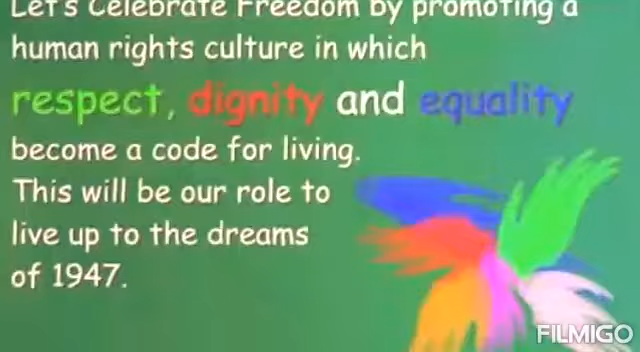 Let's Celebrate Freedom by promoting a
human rights culture in which
respect, dignity and equality
become a code for living.
This will be our role to
live up to the dreams
of 1947.
FILMIGO